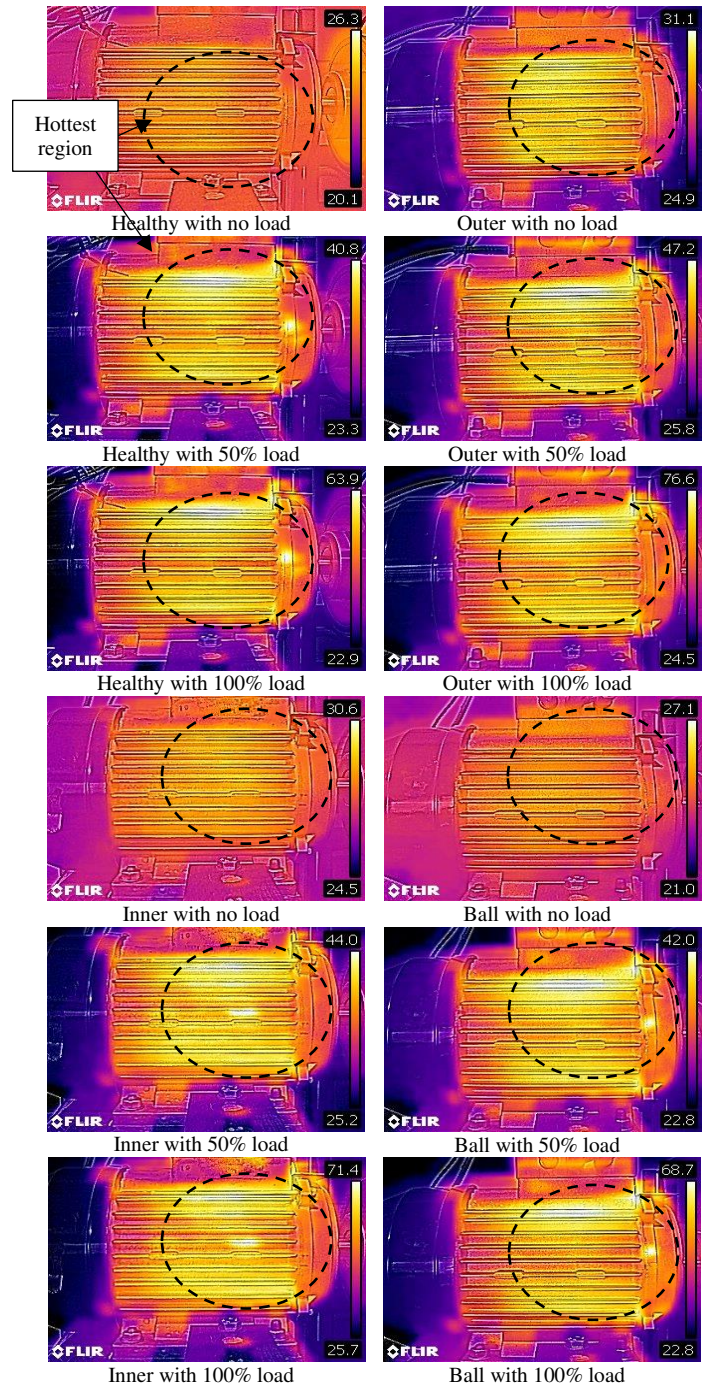 26.3
31.1
Hottest
region
20.1
24.9
FLIR
FLIR
Healthy with no load
Outer with no load
40.8
47.2
23.3
25.8
FLIR
FLIR
Healthy with 50% load
Outer with 50% load
63.9
76.6
22.9
24.5
FLIR
FLIR
Healthy with 100% load
Outer with 100% load
30.6
27.1
24.5
21.0
FLIR
FLIR
Inner with no load
Ball with no load
44.0
42.0
25.2
22.8
FLIR
FLIR
Inner with 50% load
Ball with 50% load
71.4
68.7
25.7
22.8
FLIR
FLIR
Inner with 100% load
Ball with 100% load